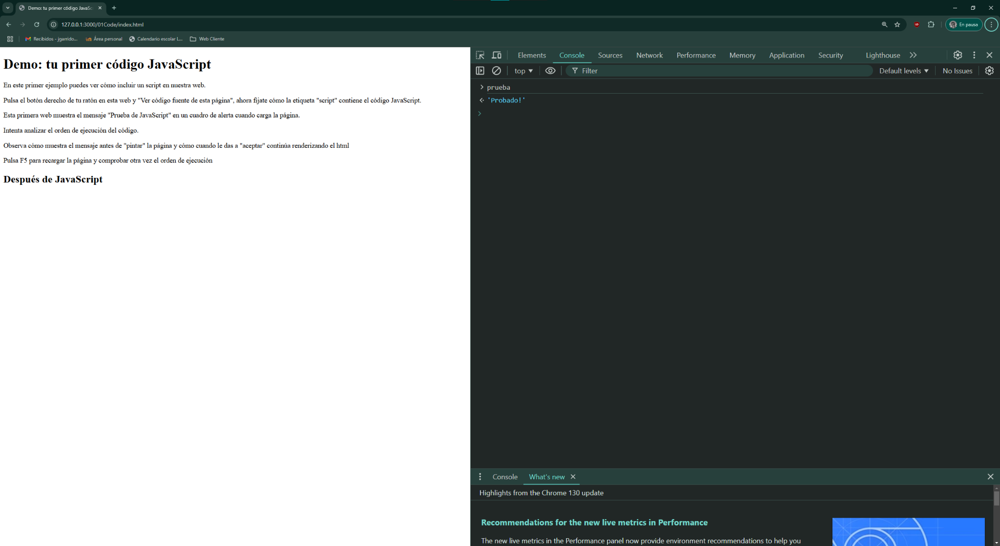 Demo: tu primer código JavaSc
127.0.0.1:3000/01Code/index.html
En pausa
Recibidos - jgarrido...
Área personal
Calendario escolar L...
Web Cliente
Demo: tu primer código JavaScript
En este primer ejemplo puedes ver cómo incluir un script en nuestra web.
Pulsa el botón derecho de tu ratón en esta web y "Ver código fuente de esta página", ahora fijate cómo la etiqueta "script" contiene el código JavaScript.
Esta primera web muestra el mensaje "Prueba de JavaScript" en un cuadro de alerta cuando carga la página.
Intenta analizar el orden de ejecución del código.
Observa cómo muestra el mensaje antes de "pintar" la página y cómo cuando le das a "aceptar" continúa renderizando el html
Pulsa F5 para recargar la página y comprobar otra vez el orden de ejecución
Después de JavaScript
Elements Console Sources Network Performance Memory Application Security Lighthouse
top Filter Default levels No Issues
prueba
'Probado!'
Console What's new
Highlights from the Chrome 130 update
Recommendations for the new live metrics in Performance
The new live metrics in the Performance panel now provide environment recommendations to help you